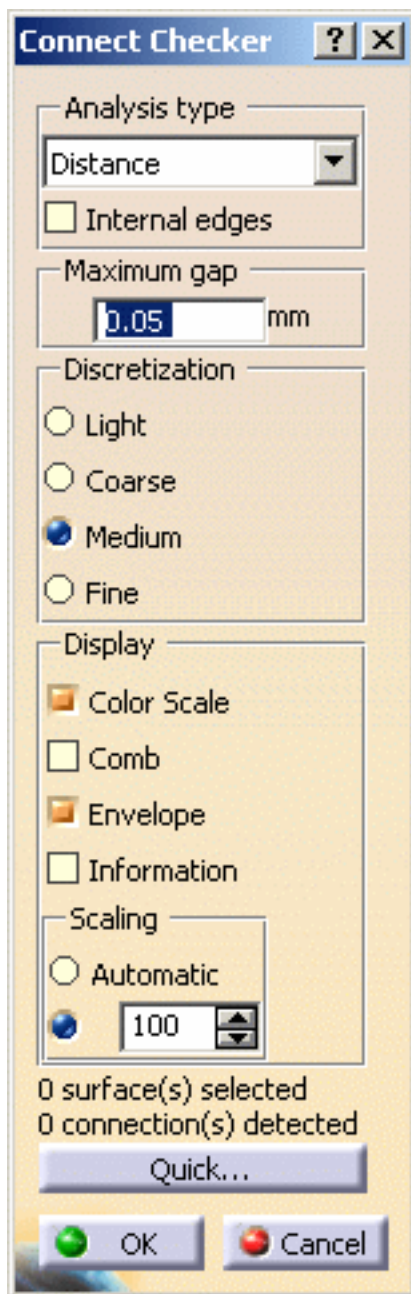 Connect Checker ? X
Analysis type
Distance
Internal edges
Maximum gap
0.05 mm
Discretization
Light
Coarse
Medium
Fine
Display
Color Scale
Comb
Envelope
Information
Scaling
Automatic
100
0 surface(s) selected
0 connection(s) detected
Quick...
OK Cancel